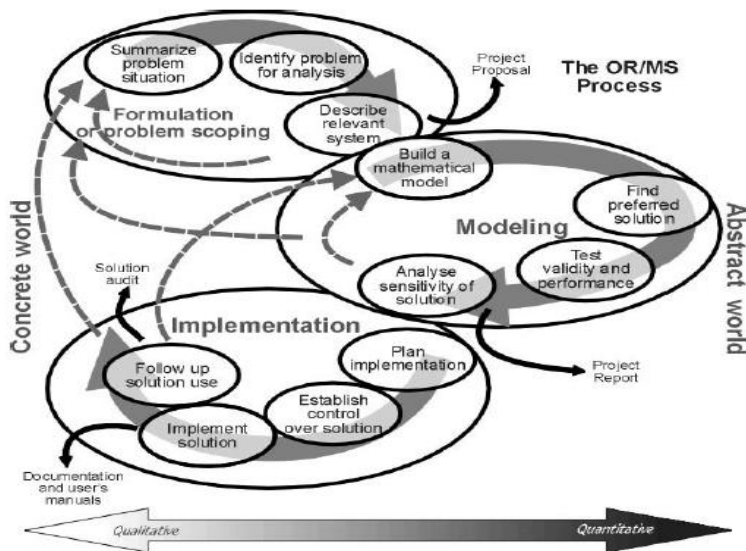 Summarize
problem
situation
Identify problem
for analysis
Project
Proposal
The OR/MS
Process
Formulation
or problem scoping
Describe
relevant
system
Build a
mathematical
model
Find
preferred
solution
Modeling
Test
validity and
performance
Analyse
sensitivity of
solution
Concrete world
Abstract world
Solution
audit
Implementation
Plan
implementation
Project
Report
Follow up
solution use
Establish
control
over solution
Implement
solution
Documentation
and user's
manuals
Qualitative
Quantitative